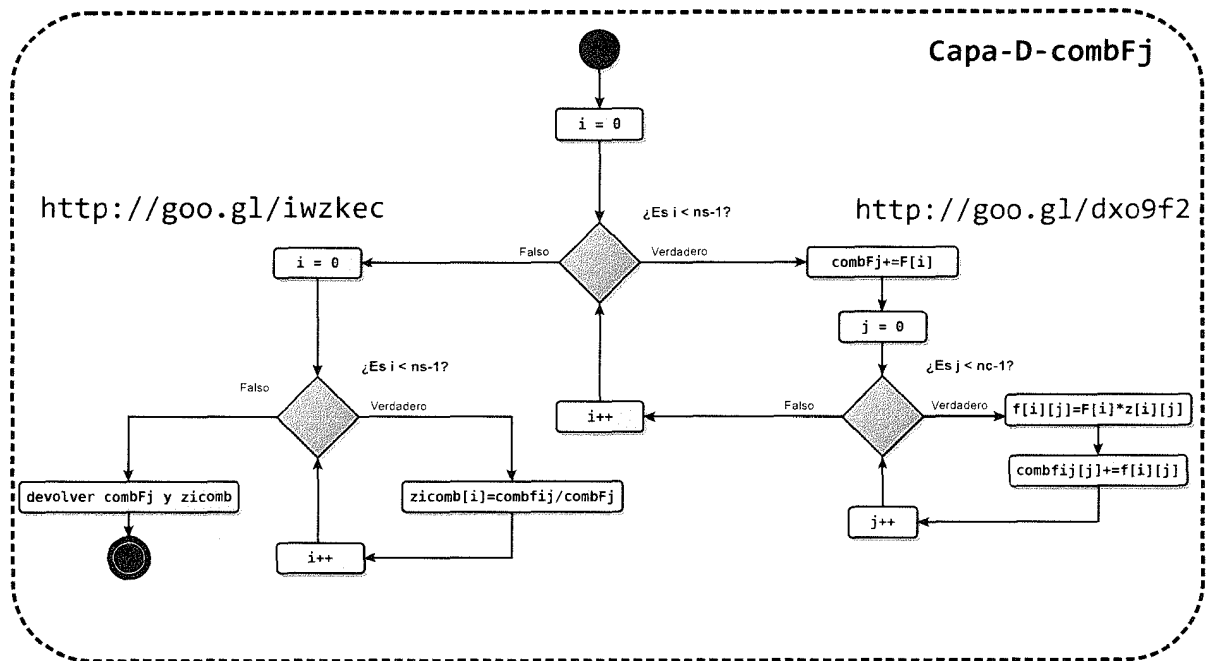 Capa-D-combFj
i = 0
http://goo.gl/iwzkec
¿Es i < ns-1?
http://goo.gl/dxo9f2
Falso
Verdadero
i = 0
combFj+=F[i]
j = 0
¿Es i < ns-1?
¿Es j < nc-1?
Falso
Verdadero
i++
Falso
Verdadero
f[i][j]=F[i]*z[i][j]
combfij[j]+=f[i][j]
devolver combFj y zicomb
zicomb[i]=combfij/combFj
j++
i++